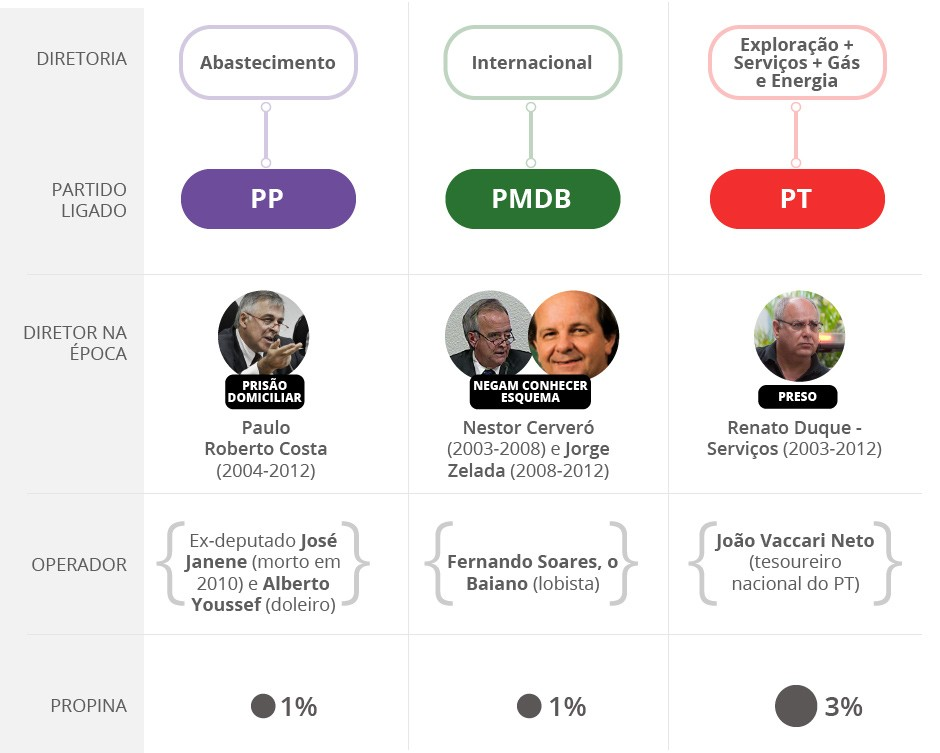 DIRETORIA
Abastecimento
Internacional
Exploração +
Serviços + Gás
e Energia
PARTIDO
LIGADO
PP
PMDB
PT
DIRETOR NA
ÉPOCA
PRISÃO
DOMICILIAR
Paulo
Roberto Costa
(2004-2012)
NEGAM CONHECER
ESQUEMA
Nestor Cerveró
(2003-2008) e Jorge
Zelada (2008-2012)
PRESO
Renato Duque -
Serviços (2003-2012)
OPERADOR
Ex-deputado José
Janene (morto em
2010) e Alberto
Youssef (doleiro)
Fernando Soares, o
Baiano (lobista)
João Vaccari Neto
(tesoureiro
nacional do PT)
PROPINA
1%
1%
3%